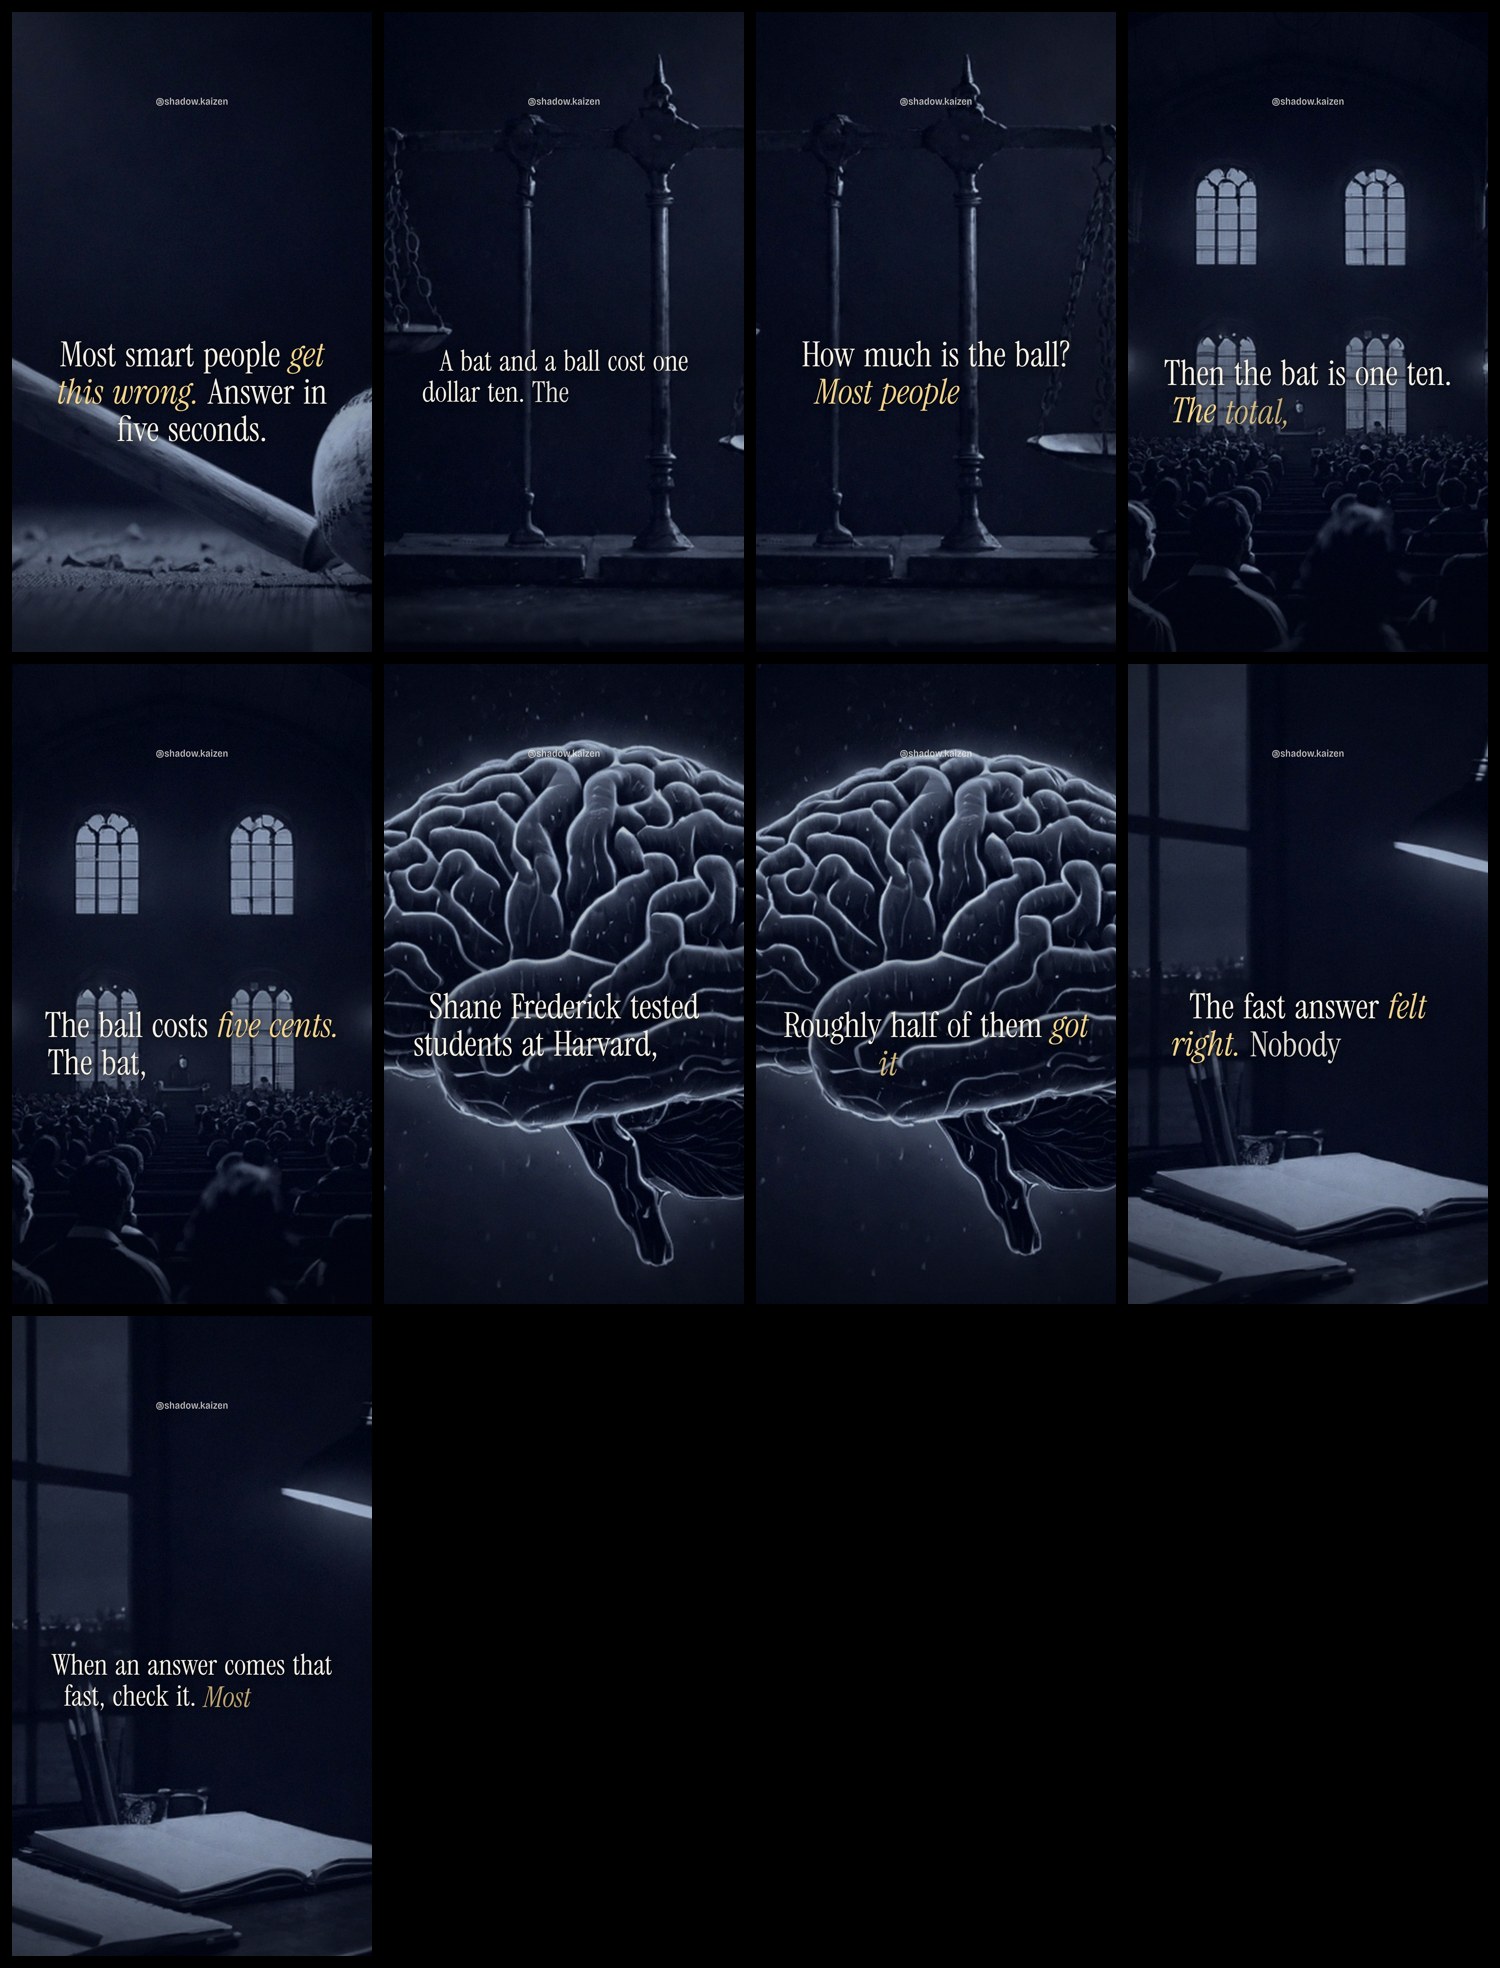 @shadow.kaizen
Most smart people get
this wrong. Answer in
five seconds.
@shadow.kaizen
A bat and a ball cost one
dollar ten. The
@shadow.kaizen
How much is the ball?
Most people
@shadow.kaizen
Then the bat is one ten.
The total,
@shadow.kaizen
The ball costs five cents.
The bat,
@shadow.kaizen
Shane Frederick tested
students at Harvard,
@shadow.kaizen
Roughly half of them got
it
@shadow.kaizen
The fast answer felt
right. Nobody
@shadow.kaizen
When an answer comes that
fast, check it. Most